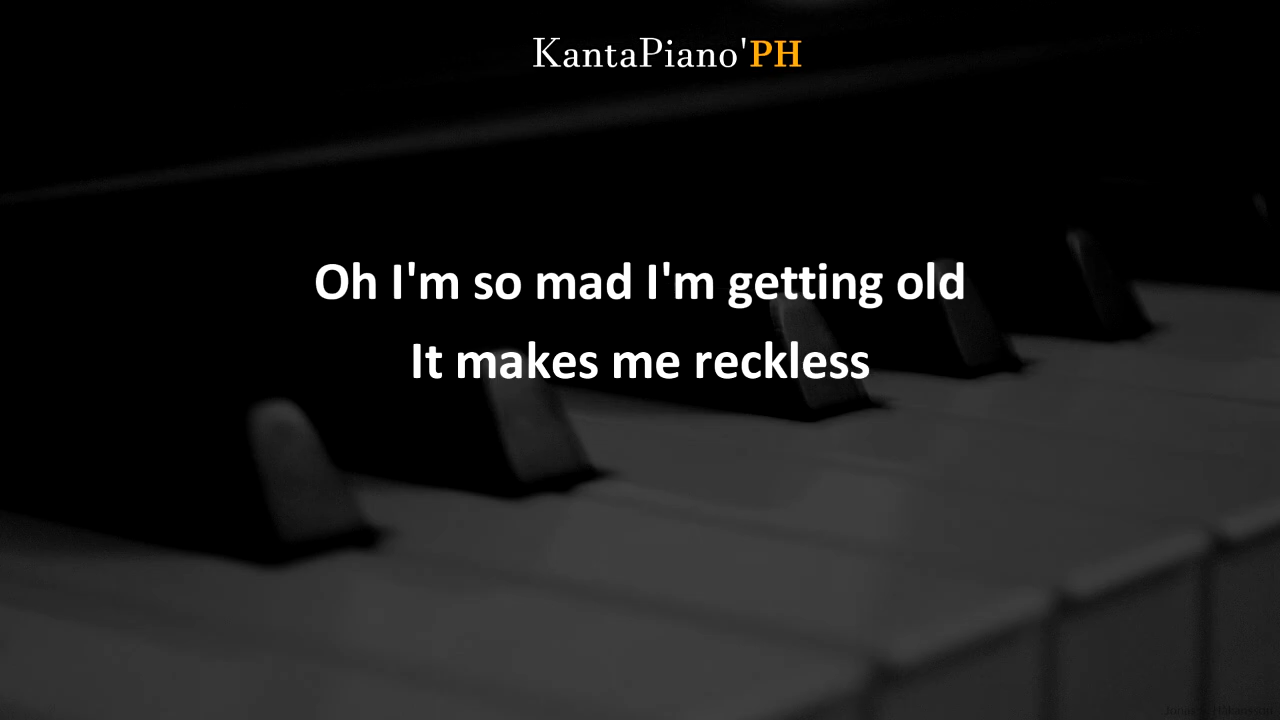 KantaPiano'PH
Oh I'm so mad I'm getting old
It makes me reckless